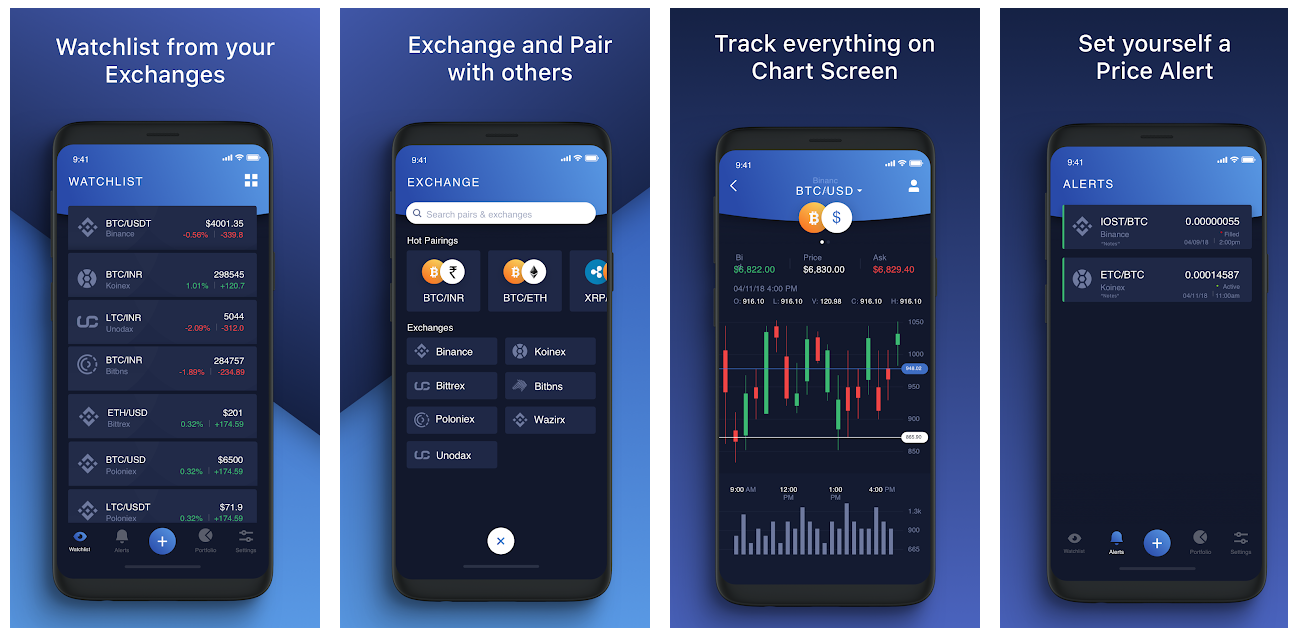 Watchlist from your
Exchanges
9:41
WATCHLIST
BTC/USDT $4001.35
Binance -0.56% | -339.8
BTC/INR 298545
Koinex 1.01% | +120.7
LTC/INR 5044
Unodax -2.09% | -312.0
BTC/INR 284757
Bitbns -1.89% | -234.89
ETH/USD $201
Bittrex 0.32% | +174.59
BTC/USD $6500
Poloniex 0.32% | +174.59
LTC/USDT $71.9
Poloniex 0.32% | +174.59
Watchlist Alerts + Portfolio Settings
Exchange and Pair
with others
9:41
EXCHANGE
Search pairs & exchanges
Hot Pairings
BTC/INR BTC/ETH XRP/
Exchanges
Binance Koinex
Bittrex Bitbns
Poloniex Wazirx
Unodax
Track everything on
Chart Screen
9:41
Binanc
BTC/USD
Bi Price Ask
$6,822.00 $6,830.00 $6,829.40
04/11/18 4:00 PM
O: 916.10 L: 916.10 V: 120.98 C: 916.10 H: 916.10
1050
1000
948.02
950
900
865.90
850
9:00 AM 12:00 PM 1:00 PM 4:00 PM
1.3k
900
665
Set yourself a
Price Alert
9:41
ALERTS
IOST/BTC 0.00000055
Binance * Filled
*Notes* 04/09/18 | 2:00pm
ETC/BTC 0.00014587
Koinex • Active
*Notes* 04/11/18 | 11:00am
Watchlist Alerts + Portfolio Settings